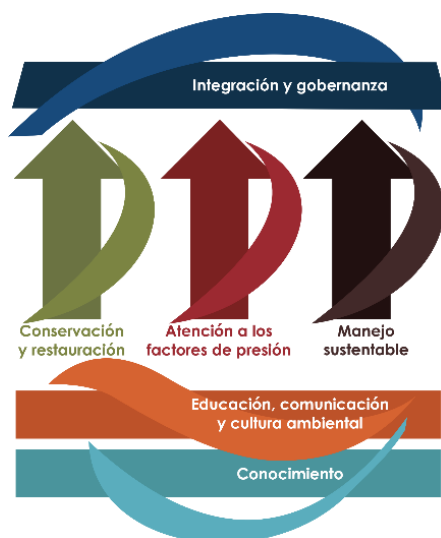 Integración y gobernanza
Conservación
y restauración
Atención a los
factores de presión
Manejo
sustentable
Educación, comunicación
y cultura ambiental
Conocimiento